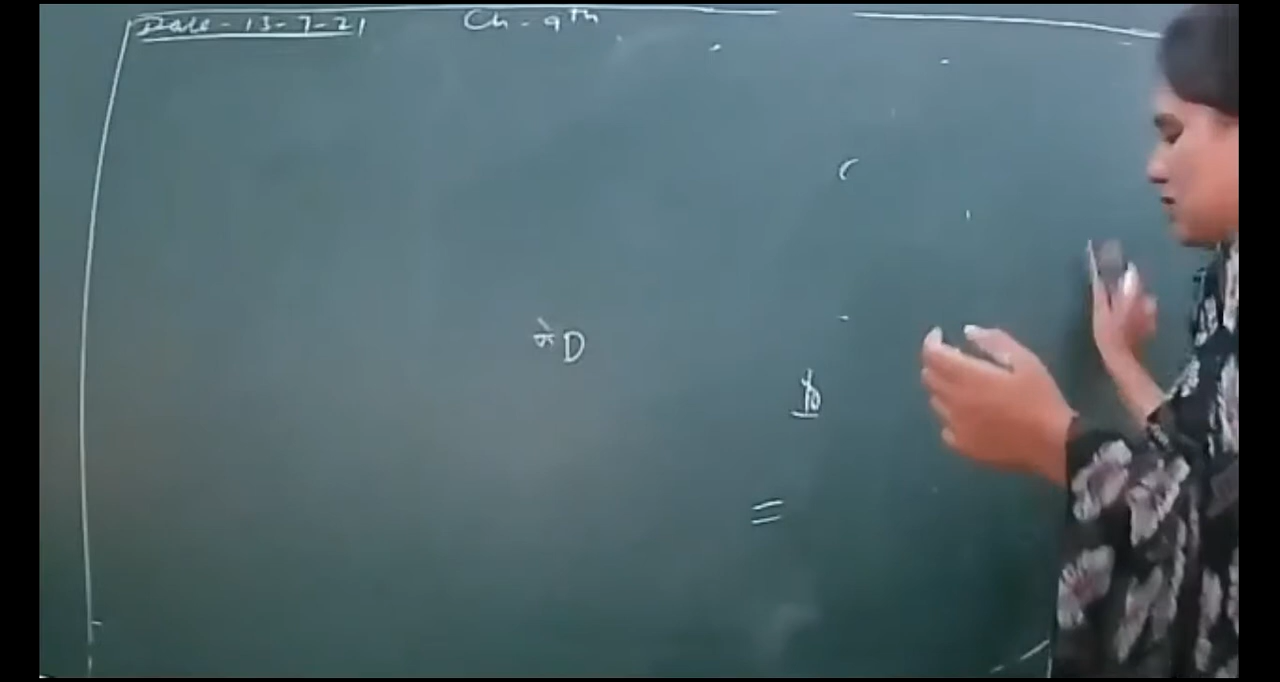 Date - 13-7-21
Ch - 9th
में D
=